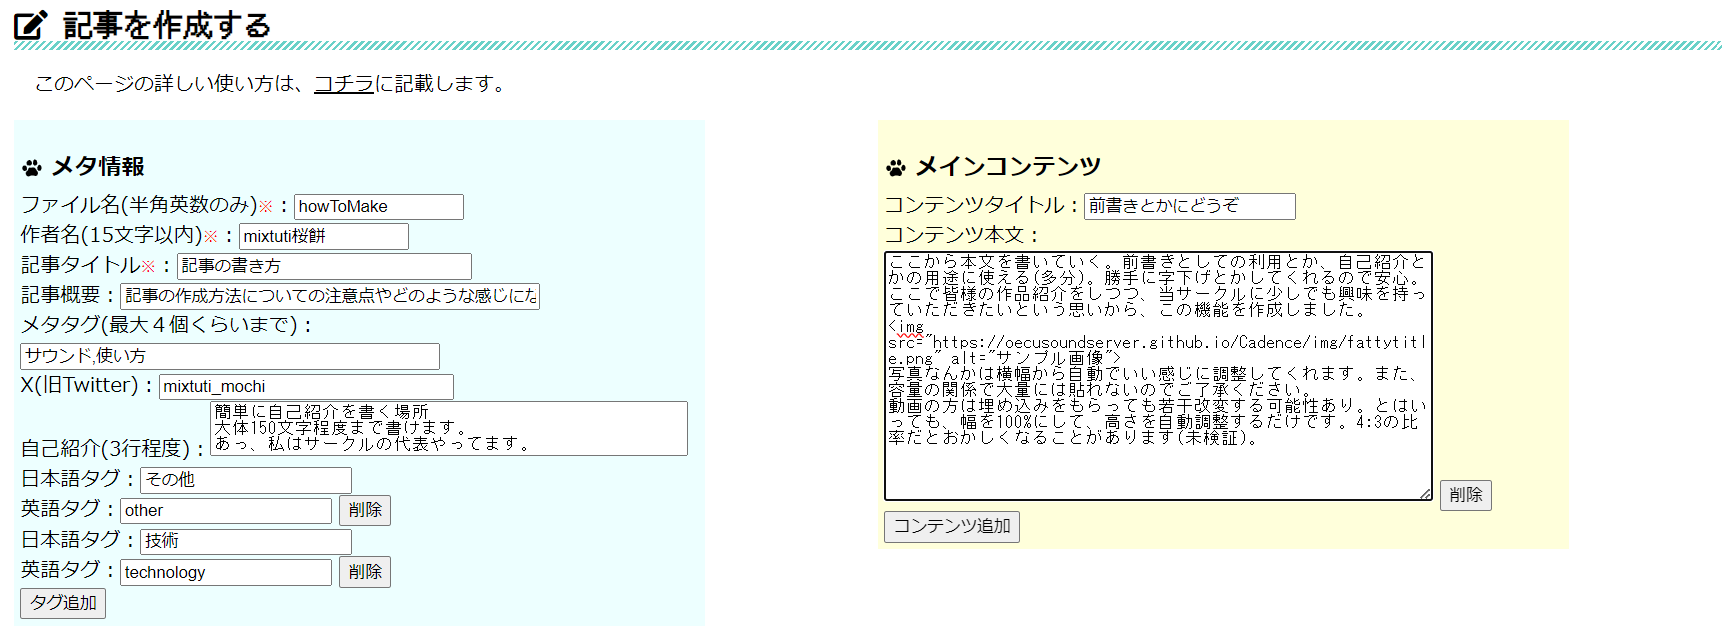 記事を作成する
このページの詳しい使い方は、コチラに記載します。
メタ情報
ファイル名(半角英数のみ)※：howToMake
作者名(15文字以内)※：mixtuti桜餅
記事タイトル※：記事の書き方
記事概要：記事の作成方法についての注意点やどのような感じにな
メタタグ(最大４個くらいまで)：
サウンド,使い方
X(旧Twitter)：mixtuti_mochi
簡単に自己紹介を書く場所
大体150文字程度まで書けます。
あっ、私はサークルの代表やってます。
自己紹介(3行程度)：
日本語タグ：その他
英語タグ：other 削除
日本語タグ：技術
英語タグ：technology 削除
タグ追加
メインコンテンツ
コンテンツタイトル：前書きとかにどうぞ
コンテンツ本文：
ここから本文を書いていく。前書きとしての利用とか、自己紹介と
かの用途に使える(多分)。勝手に字下げとかしてくれるので安心。
ここで皆様の作品紹介をしつつ、当サークルに少しでも興味を持っ
ていただきたいという思いから、この機能を作成しました。
<img
src="https://oecusoundserver.github.io/Cadence/img/fattytitl
e.png" alt="サンプル画像">
写真なんかは横幅から自動でいい感じに調整してくれます。また、
容量の関係で大量には貼れないのでご了承ください。
動画の方は埋め込みをもらっても若干改変する可能性あり。とはい
っても、幅を100%にして、高さを自動調整するだけです。4:3の比
率だとおかしくなることがあります(未検証)。
削除
コンテンツ追加